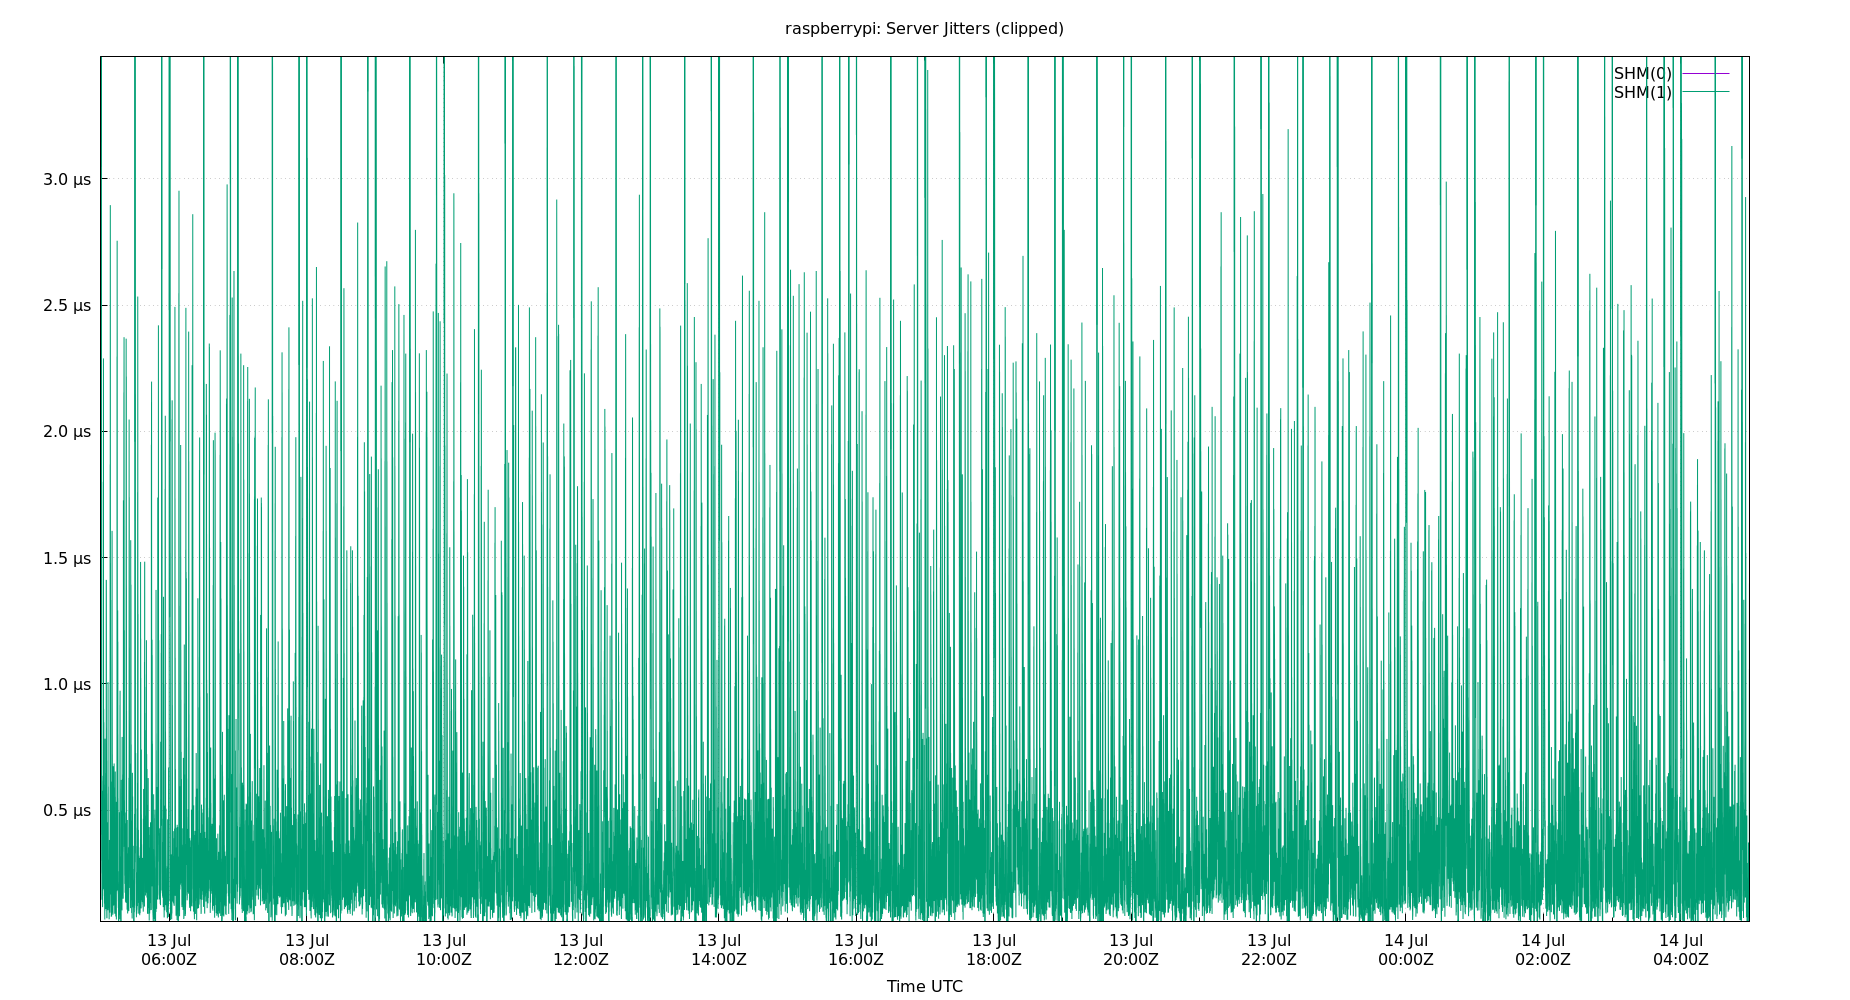 raspberrypi: Server Jitters (clipped)
SHM(0)
SHM(1)
3.0 µs
2.5 µs
2.0 µs
1.5 µs
1.0 µs
0.5 µs
13 Jul 13 Jul 13 Jul 13 Jul 13 Jul 13 Jul 13 Jul 13 Jul 13 Jul 14 Jul 14 Jul 14 Jul
06:00Z 08:00Z 10:00Z 12:00Z 14:00Z 16:00Z 18:00Z 20:00Z 22:00Z 00:00Z 02:00Z 04:00Z
Time UTC